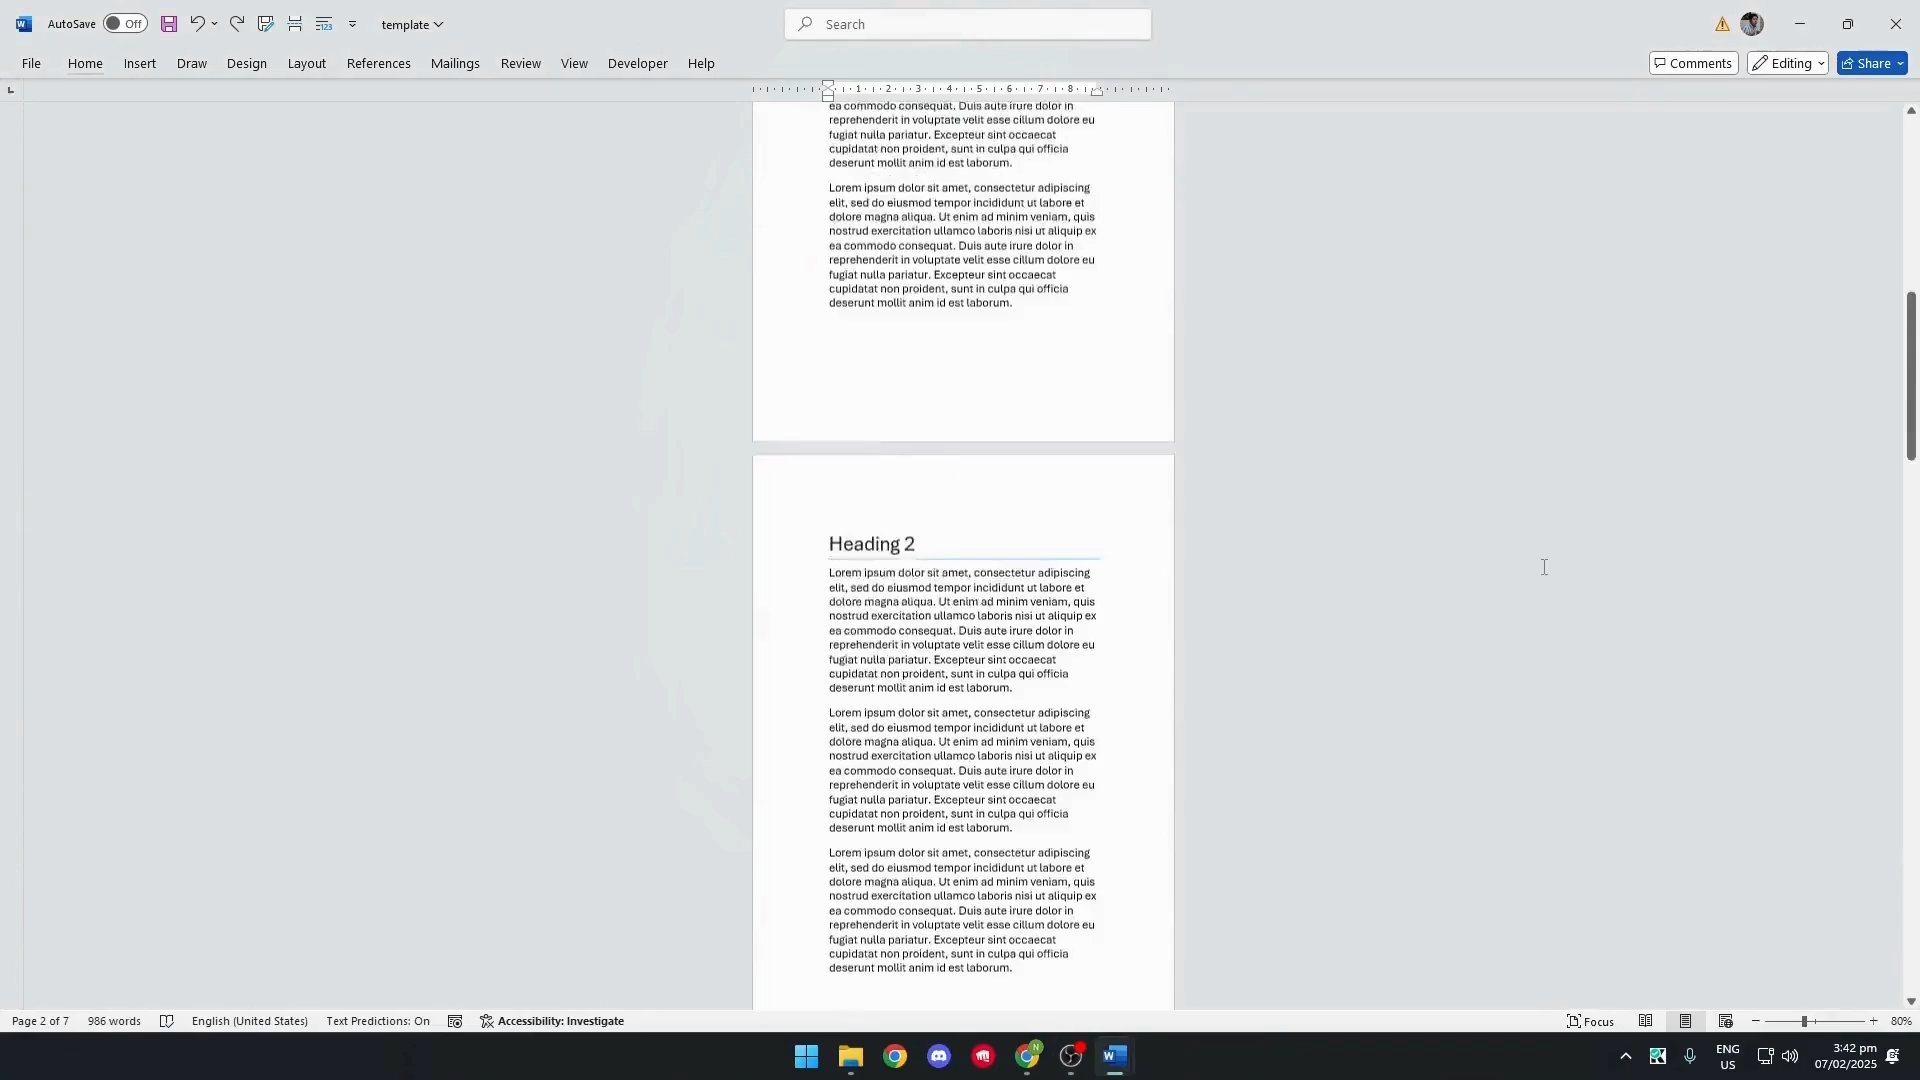 AutoSave Off template Search
File Home Insert Draw Design Layout References Mailings Review View Developer Help Comments Editing Share
1 2 3 4 5 6 7 8
ea commodo consequat. Duis aute irure dolor in
reprehenderit in voluptate velit esse cillum dolore eu
fugiat nulla pariatur. Excepteur sint occaecat
cupidatat non proident, sunt in culpa qui officia
deserunt mollit anim id est laborum.
Lorem ipsum dolor sit amet, consectetur adipiscing
elit, sed do eiusmod tempor incididunt ut labore et
dolore magna aliqua. Ut enim ad minim veniam, quis
nostrud exercitation ullamco laboris nisi ut aliquip ex
ea commodo consequat. Duis aute irure dolor in
reprehenderit in voluptate velit esse cillum dolore eu
fugiat nulla pariatur. Excepteur sint occaecat
cupidatat non proident, sunt in culpa qui officia
deserunt mollit anim id est laborum.
Heading 2
Lorem ipsum dolor sit amet, consectetur adipiscing
elit, sed do eiusmod tempor incididunt ut labore et
dolore magna aliqua. Ut enim ad minim veniam, quis
nostrud exercitation ullamco laboris nisi ut aliquip ex
ea commodo consequat. Duis aute irure dolor in
reprehenderit in voluptate velit esse cillum dolore eu
fugiat nulla pariatur. Excepteur sint occaecat
cupidatat non proident, sunt in culpa qui officia
deserunt mollit anim id est laborum.
Lorem ipsum dolor sit amet, consectetur adipiscing
elit, sed do eiusmod tempor incididunt ut labore et
dolore magna aliqua. Ut enim ad minim veniam, quis
nostrud exercitation ullamco laboris nisi ut aliquip ex
ea commodo consequat. Duis aute irure dolor in
reprehenderit in voluptate velit esse cillum dolore eu
fugiat nulla pariatur. Excepteur sint occaecat
cupidatat non proident, sunt in culpa qui officia
deserunt mollit anim id est laborum.
Lorem ipsum dolor sit amet, consectetur adipiscing
elit, sed do eiusmod tempor incididunt ut labore et
dolore magna aliqua. Ut enim ad minim veniam, quis
nostrud exercitation ullamco laboris nisi ut aliquip ex
ea commodo consequat. Duis aute irure dolor in
reprehenderit in voluptate velit esse cillum dolore eu
fugiat nulla pariatur. Excepteur sint occaecat
cupidatat non proident, sunt in culpa qui officia
deserunt mollit anim id est laborum.
Page 2 of 7 986 words English (United States) Text Predictions: On Accessibility: Investigate Focus 80%
ENG 3:42 pm
US 07/02/2025